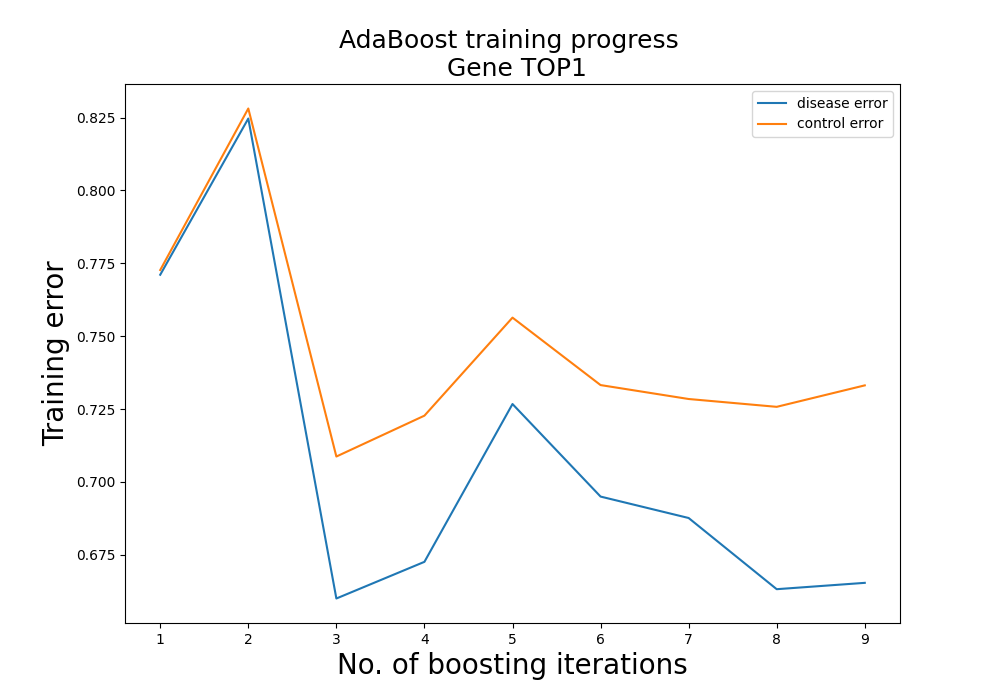 AdaBoost training progress
Gene TOP1
disease error
control error
Training error
0.825
0.800
0.775
0.750
0.725
0.700
0.675
1 2 3 4 5 6 7 8 9
No. of boosting iterations